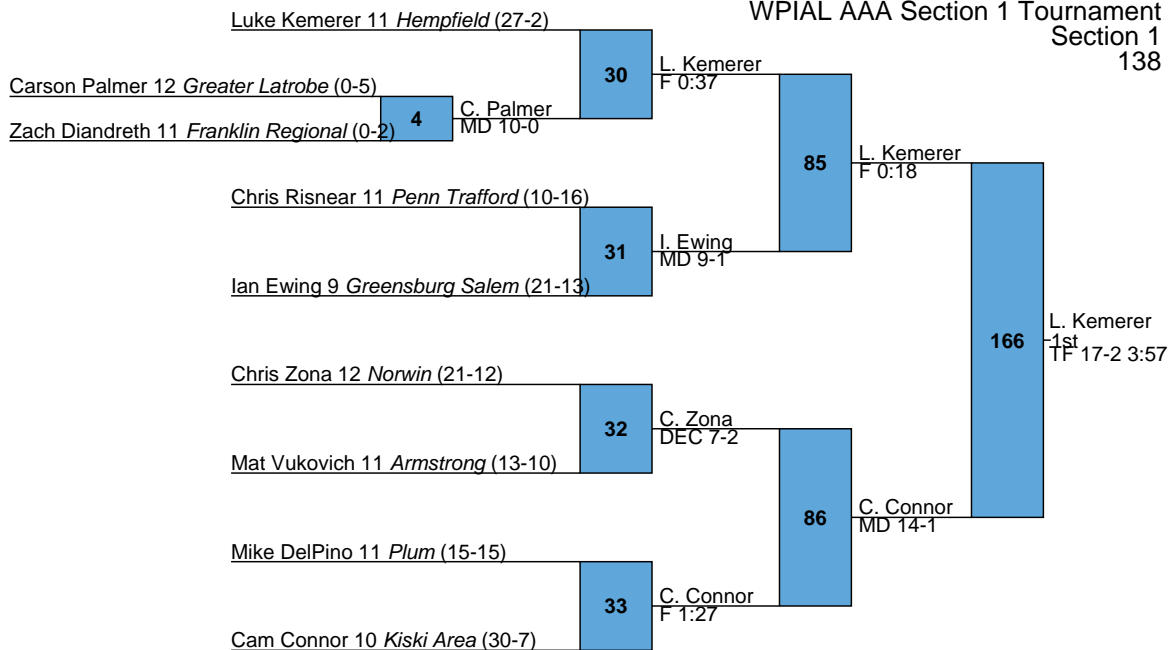 WPIAL AAA Section 1 Tournament
Section 1
138
Luke Kemerer 11 Hempfield (27-2)
30
L. Kemerer
F 0:37
Carson Palmer 12 Greater Latrobe (0-5)
4
C. Palmer
MD 10-0
Zach Diandreth 11 Franklin Regional (0-2)
85
L. Kemerer
F 0:18
Chris Risnear 11 Penn Trafford (10-16)
31
I. Ewing
MD 9-1
Ian Ewing 9 Greensburg Salem (21-13)
166
L. Kemerer
1st
TF 17-2 3:57
Chris Zona 12 Norwin (21-12)
32
C. Zona
DEC 7-2
Mat Vukovich 11 Armstrong (13-10)
86
C. Connor
MD 14-1
Mike DelPino 11 Plum (15-15)
33
C. Connor
F 1:27
Cam Connor 10 Kiski Area (30-7)